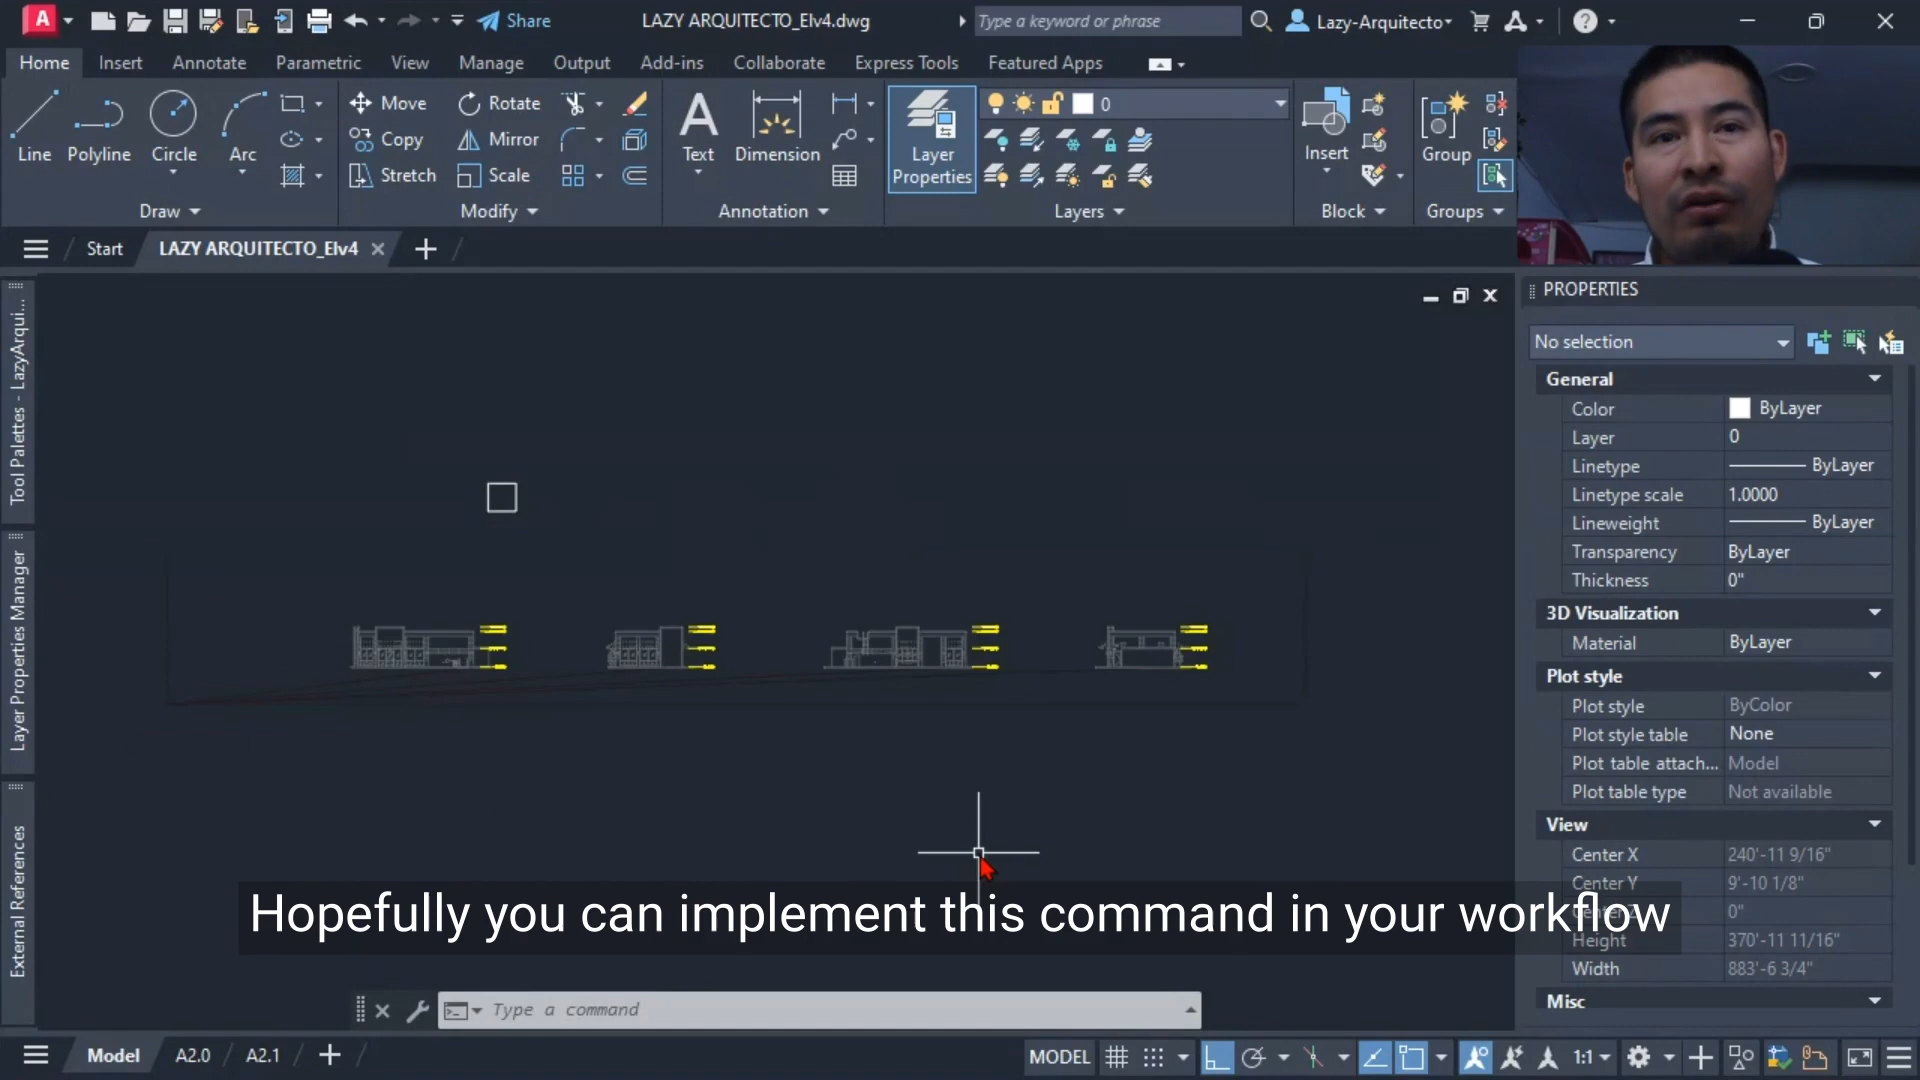 A
Share
LAZY ARQUITECTO_Elv4.dwg
Type a keyword or phrase
Lazy-Arquitecto
Home Insert Annotate Parametric View Manage Output Add-ins Collaborate Express Tools Featured Apps
Line
Polyline
Circle
Arc
Draw
Move
Rotate
Copy
Mirror
Stretch
Scale
Modify
A
Text
Dimension
Annotation
Layer
Properties
0
Layers
Insert
Block
Group
Groups
Start
LAZY ARQUITECTO_Elv4
Tool Palettes - LazyArqui...
Layer Properties Manager
External References
PROPERTIES
No selection
General
Color ByLayer
Layer 0
Linetype ByLayer
Linetype scale 1.0000
Lineweight ByLayer
Transparency ByLayer
Thickness 0"
3D Visualization
Material ByLayer
Plot style
Plot style ByColor
Plot style table None
Plot table attach... Model
Plot table type Not available
View
Center X 240'-11 9/16"
Center Y 9'-10 1/8"
Center Z 0"
Height 370'-11 11/16"
Width 883'-6 3/4"
Misc
Hopefully you can implement this command in your workflow
Type a command
Model A2.0 A2.1
MODEL
1:1